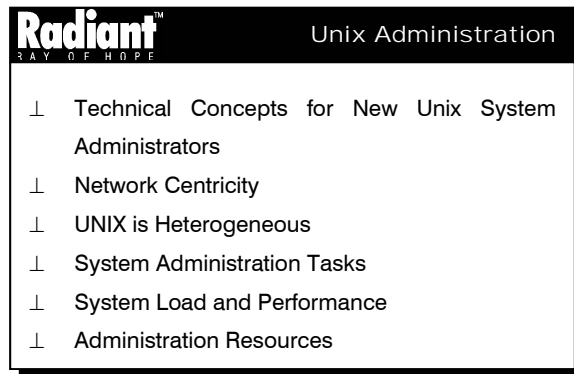 Radiant™
RAY OF HOPE
Unix Administration
⊥ Technical Concepts for New Unix System
Administrators
⊥ Network Centricity
⊥ UNIX is Heterogeneous
⊥ System Administration Tasks
⊥ System Load and Performance
⊥ Administration Resources